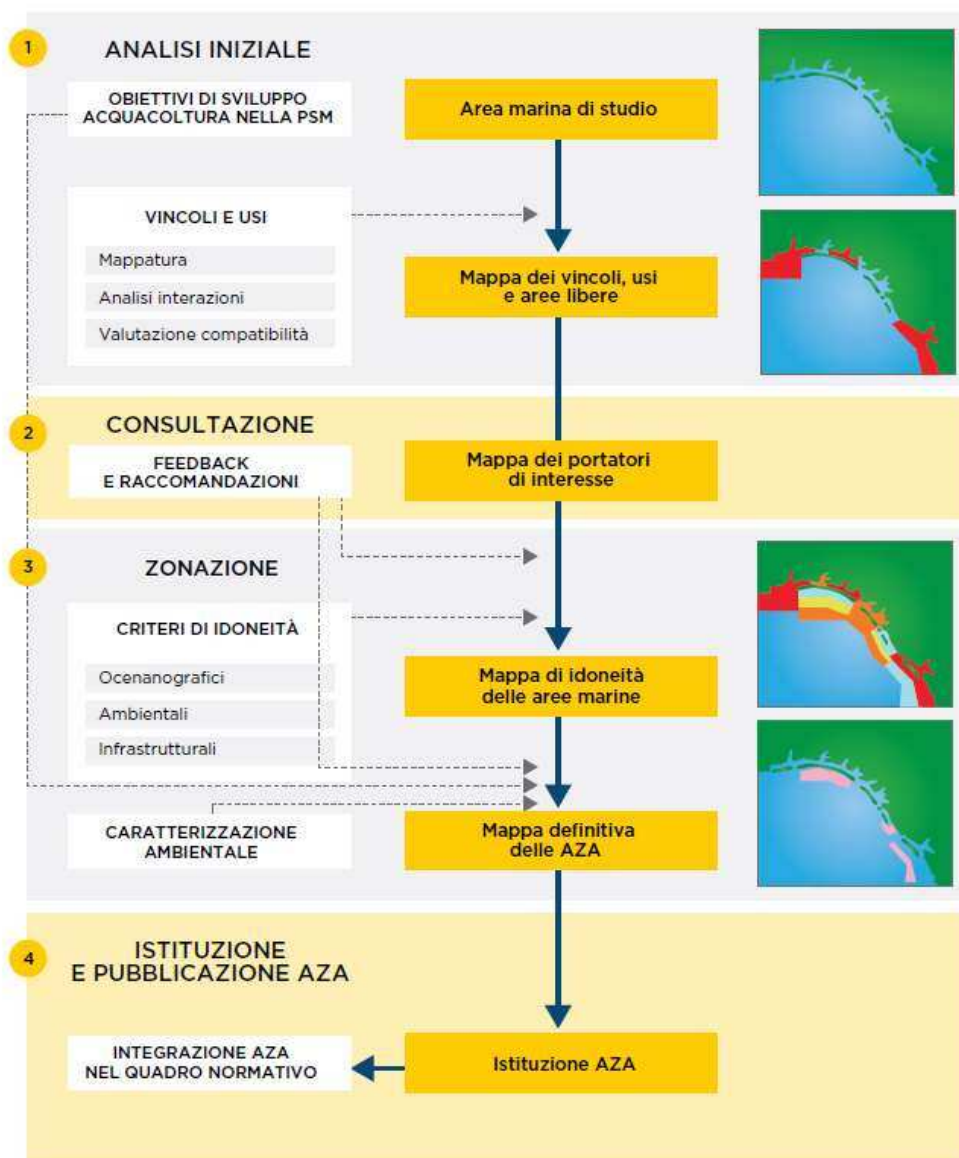 1
ANALISI INIZIALE
OBIETTIVI DI SVILUPPO
ACQUACOLTURA NELLA PSM
Area marina di studio
VINCOLI E USI
Mappatura
Analisi interazioni
Valutazione compatibilità
Mappa dei vincoli, usi
e aree libere
2
CONSULTAZIONE
FEEDBACK
E RACCOMANDAZIONI
Mappa dei portatori
di interesse
3
ZONAZIONE
CRITERI DI IDONEITÀ
Ocenanografici
Ambientali
Infrastrutturali
Mappa di idoneità
delle aree marine
CARATTERIZZAZIONE
AMBIENTALE
Mappa definitiva
delle AZA
4
ISTITUZIONE
E PUBBLICAZIONE AZA
INTEGRAZIONE AZA
NEL QUADRO NORMATIVO
Istituzione AZA